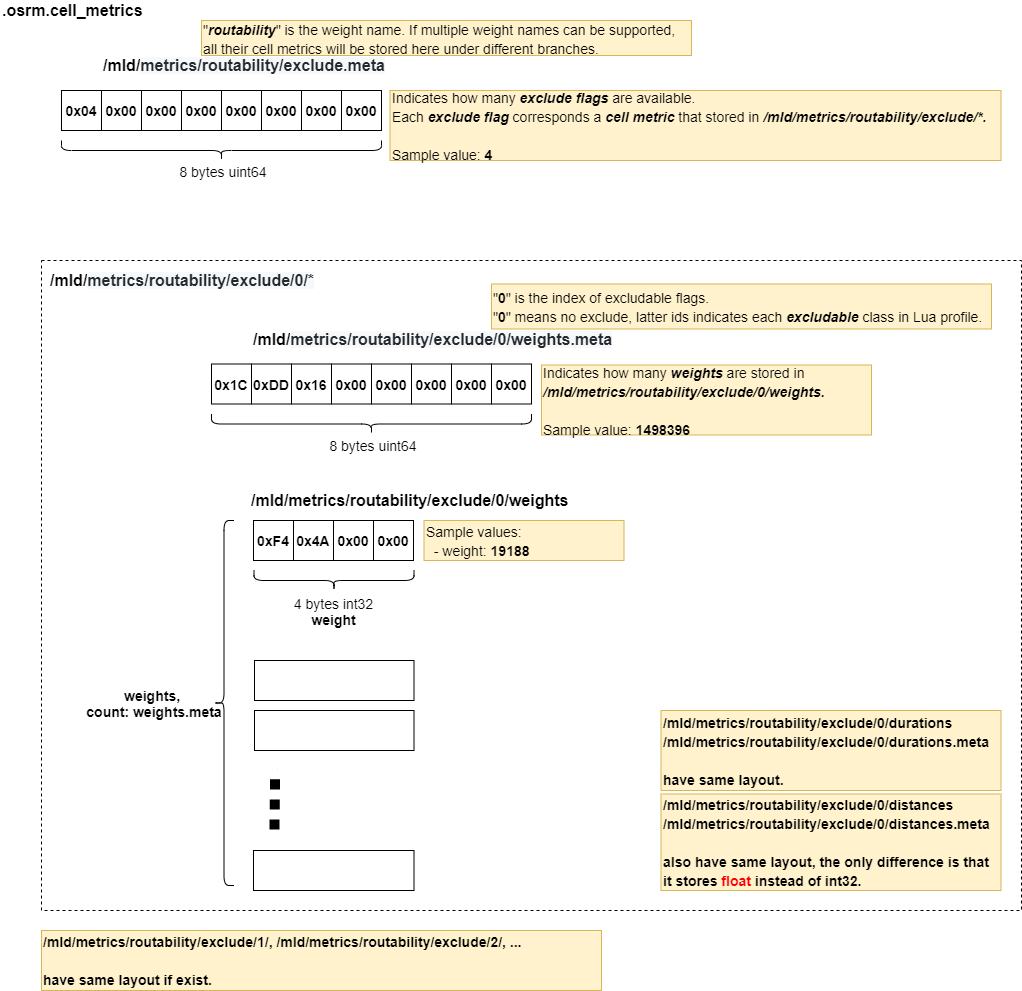 .osrm.cell_metrics
"routability" is the weight name. If multiple weight names can be supported,
all their cell metrics will be stored here under different branches.
/mld/metrics/routability/exclude.meta
0x04 0x00 0x00 0x00 0x00 0x00 0x00 0x00
Indicates how many exclude flags are available.
Each exclude flag corresponds a cell metric that stored in /mld/metrics/routability/exclude/*.
Sample value: 4
8 bytes uint64
/mld/metrics/routability/exclude/0/*
"0" is the index of excludable flags.
"0" means no exclude, latter ids indicates each excludable class in Lua profile.
/mld/metrics/routability/exclude/0/weights.meta
0x1C 0xDD 0x16 0x00 0x00 0x00 0x00 0x00
Indicates how many weights are stored in
/mld/metrics/routability/exclude/0/weights.
Sample value: 1498396
8 bytes uint64
/mld/metrics/routability/exclude/0/weights
0xF4 0x4A 0x00 0x00
Sample values:
- weight: 19188
4 bytes int32
weight
weights,
count: weights.meta
/mld/metrics/routability/exclude/0/durations
/mld/metrics/routability/exclude/0/durations.meta
have same layout.
/mld/metrics/routability/exclude/0/distances
/mld/metrics/routability/exclude/0/distances.meta
also have same layout, the only difference is that
it stores float instead of int32.
/mld/metrics/routability/exclude/1/, /mld/metrics/routability/exclude/2/, ...
have same layout if exist.